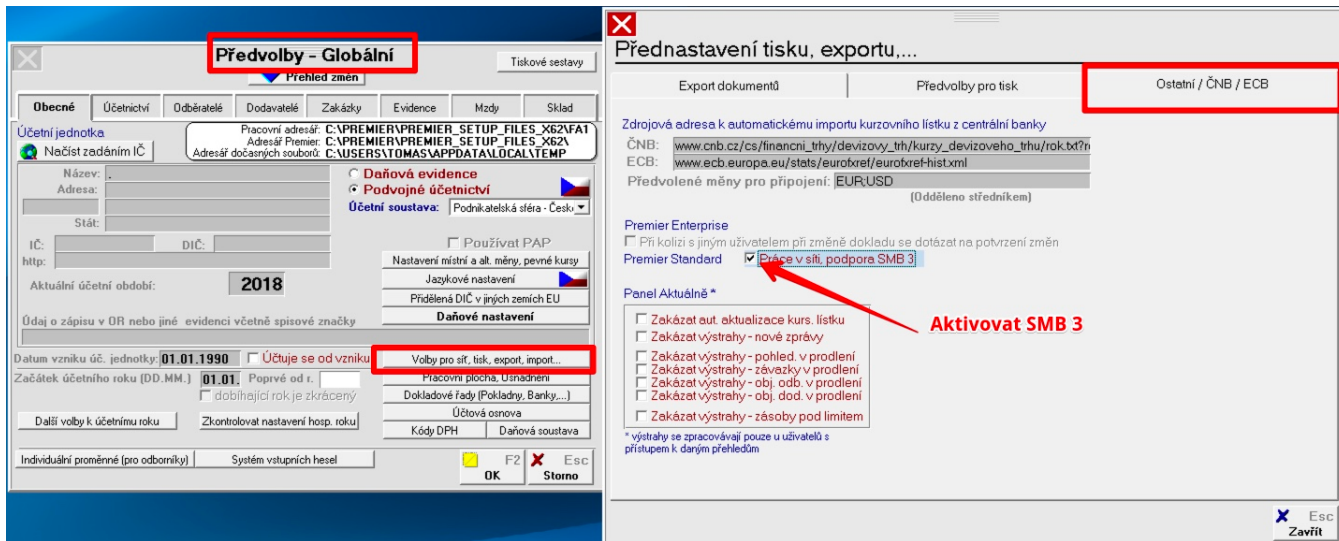 Předvolby - Globální
Tiskové sestavy
Přehled změn
Obecné Účetnictví Odběratelé Dodavatelé Zakázky Evidence Mzdy Sklad
Účetní jednotka
Načíst zadáním IČ
Pracovní adresář: C:\PREMIER\PREMIER_SETUP_FILES_X62\FA1
Adresář Premier: C:\PREMIER\PREMIER_SETUP_FILES_X62\
Adresář dočasných souborů: C:\USERS\TOMAS\APPDATA\LOCAL\TEMP
Název: .
Adresa:
Stát:
IČ: DIČ:
http:
Daňová evidence
Podvojné účetnictví
Účetní soustava: Podnikatelská sféra - Česk
Používat PAP
Nastavení místní a alt. měny, pevné kursy
Aktuální účetní období: 2018
Jazykové nastavení
Přidělená DIČ v jiných zemích EU
Daňové nastavení
Údaj o zápisu v OR nebo jiné evidenci včetně spisové značky
Datum vzniku úč. jednotky: 01.01.1990 Účtuje se od vzniku
Volby pro síť, tisk, export, import...
Začátek účetního roku (DD.MM.) 01.01. Poprvé od r.
Pracovní plocha, Usnadnění
dobíhající rok je zkrácený
Dokladové řady (Pokladny, Banky,...)
Účtová osnova
Další volby k účetnímu roku Zkontrolovat nastavení hosp. roku
Kódy DPH Daňová soustava
Individuální proměnné (pro odborníky) Systém vstupních hesel
F2 OK
Esc Storno
Přednastavení tisku, exportu,...
Export dokumentů Předvolby pro tisk Ostatní / ČNB / ECB
Zdrojová adresa k automatickému importu kurzovního lístku z centrální banky
ČNB: www.cnb.cz/cs/financni_trhy/devizovy_trh/kurzy_devizoveho_trhu/rok.txt?r
ECB: www.ecb.europa.eu/stats/eurofxref/eurofxref-hist.xml
Předvolené měny pro připojení: EUR;USD
(Odděleno středníkem)
Premier Enterprise
Při kolizi s jiným uživatelem při změně dokladu se dotázat na potvrzení změn
Premier Standard Práce v síti, podpora SMB 3
Panel Aktuálně *
Aktivovat SMB 3
Zakázat aut. aktualizace kurs. lístku
Zakázat výstrahy - nové zprávy
Zakázat výstrahy - pohled. v prodlení
Zakázat výstrahy - závazky v prodlení
Zakázat výstrahy - obj. odb. v prodlení
Zakázat výstrahy - obj. dod. v prodlení
Zakázat výstrahy - zásoby pod limitem
* výstrahy se zpracovávají pouze u uživatelů s
přístupem k daným přehledům
Esc
Zavřít